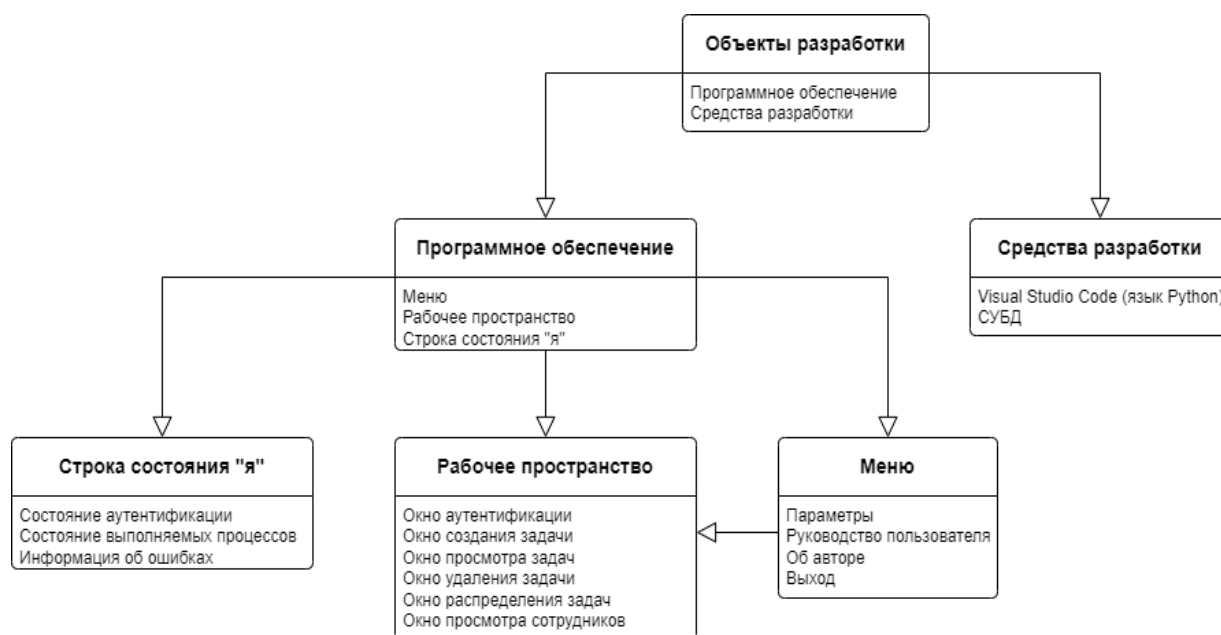 Объекты разработки
Программное обеспечение
Средства разработки
Программное обеспечение
Меню
Рабочее пространство
Строка состояния "я"
Средства разработки
Visual Studio Code (язык Python)
СУБД
Строка состояния "я"
Состояние аутентификации
Состояние выполняемых процессов
Информация об ошибках
Рабочее пространство
Окно аутентификации
Окно создания задачи
Окно просмотра задач
Окно удаления задачи
Окно распределения задач
Окно просмотра сотрудников
Меню
Параметры
Руководство пользователя
Об авторе
Выход